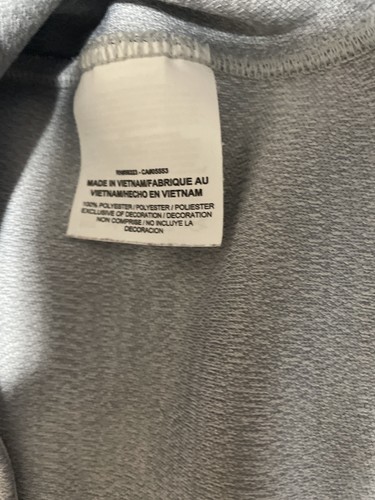 MADE IN VIETNAM/FABRIQUE AU
VIETNAM/HECHO EN VIETNAM
100% POLYESTER / POLYESTER / POLIESTER
EXCLUSIVE OF DECORATION / DECORATION
NON COMPRISE / NO INCLUYE LA
DECORACION